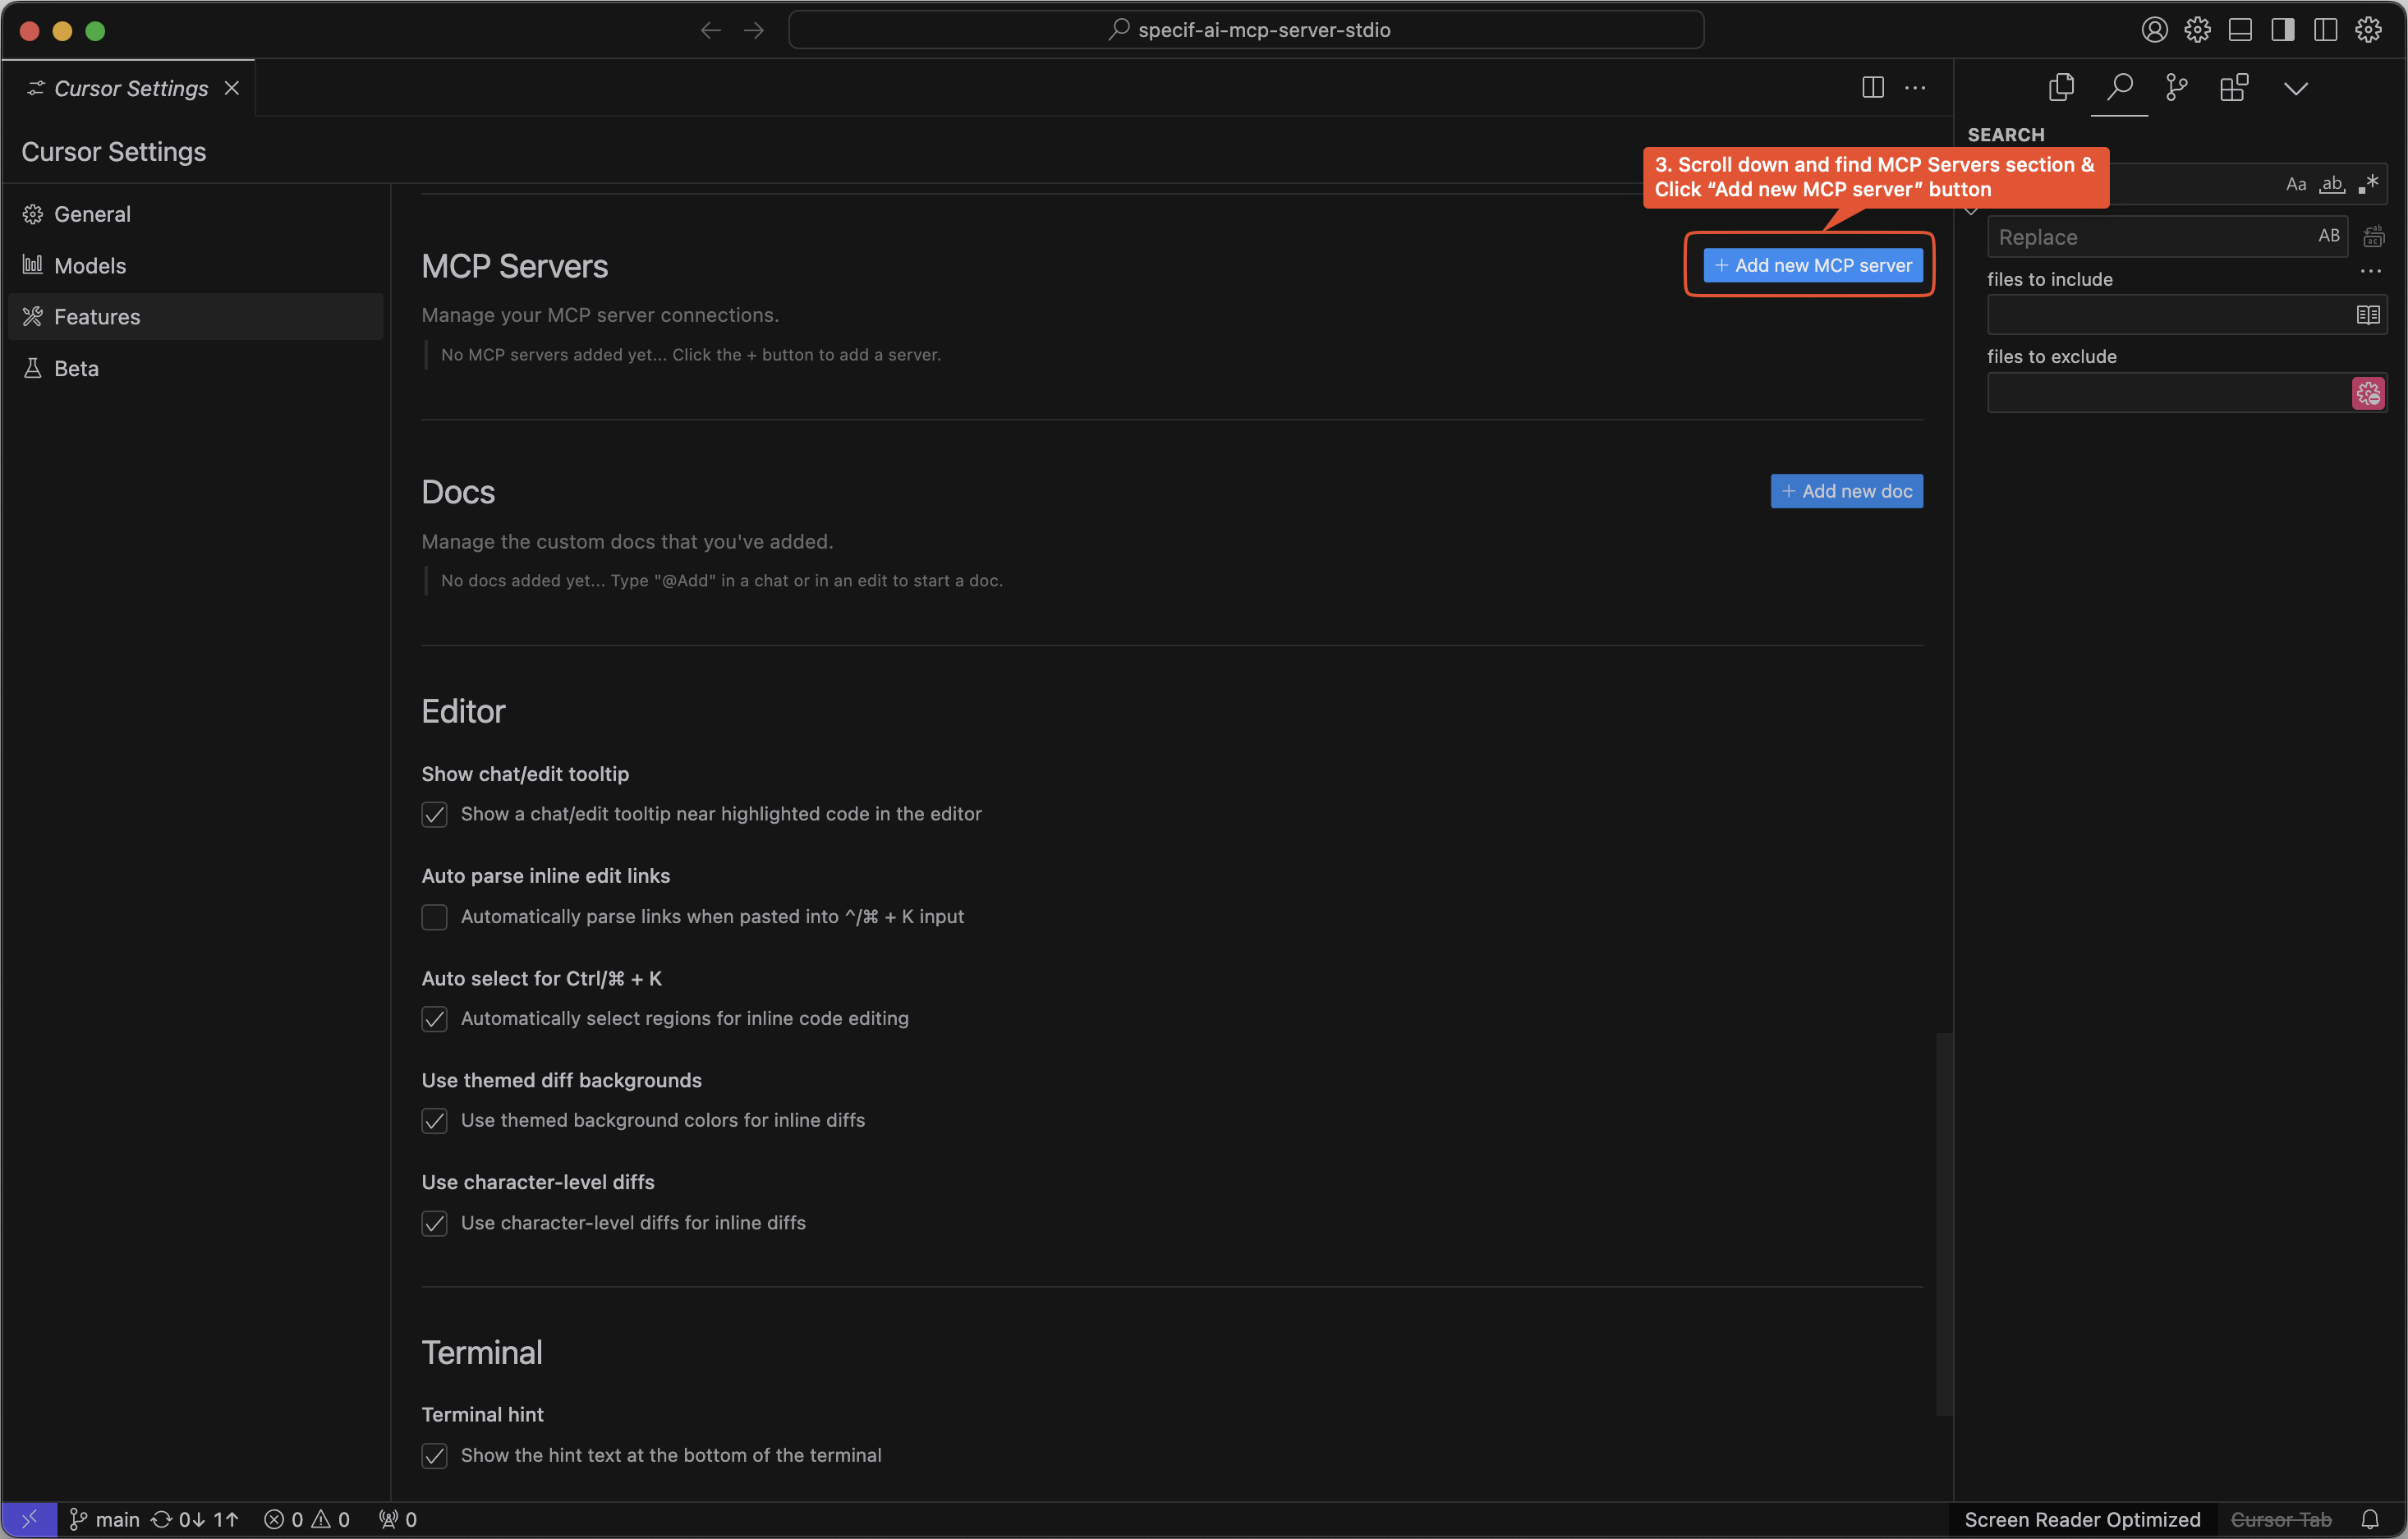 specif-ai-mcp-server-stdio
Cursor Settings
Cursor Settings
General
Models
Features
Beta
3. Scroll down and find MCP Servers section &
Click “Add new MCP server” button
MCP Servers
+ Add new MCP server
Manage your MCP server connections.
No MCP servers added yet... Click the + button to add a server.
Docs
+ Add new doc
Manage the custom docs that you've added.
No docs added yet... Type "@Add" in a chat or in an edit to start a doc.
Editor
Show chat/edit tooltip
Show a chat/edit tooltip near highlighted code in the editor
Auto parse inline edit links
Automatically parse links when pasted into ^/⌘ + K input
Auto select for Ctrl/⌘ + K
Automatically select regions for inline code editing
Use themed diff backgrounds
Use themed background colors for inline diffs
Use character-level diffs
Use character-level diffs for inline diffs
Terminal
Terminal hint
Show the hint text at the bottom of the terminal
SEARCH
Aa ab .*
Replace AB
files to include
files to exclude
main 0↓ 1↑ 0 0 0
Screen Reader Optimized Cursor Tab